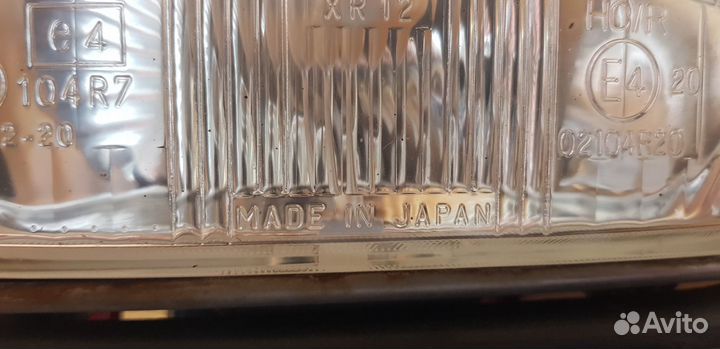 XR12
HC/R
e4
E4 20
104R7
2-20
02104R20
MADE IN JAPAN
Avito